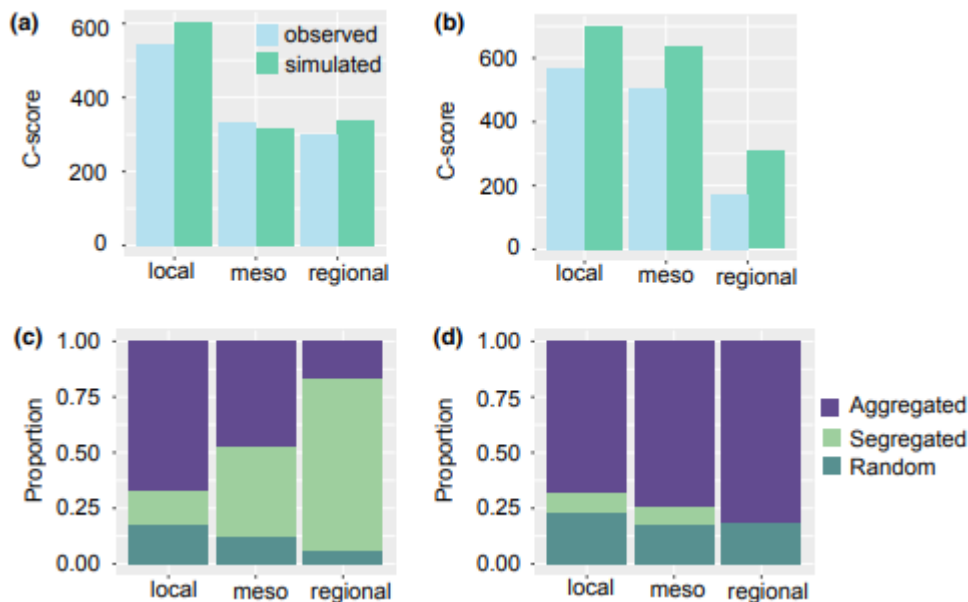 (a)
600
400
200
0
C-score
observed
simulated
local meso regional
(b)
600
400
200
0
C-score
local meso regional
(c)
1.00
0.75
0.50
0.25
0.00
Proportion
local meso regional
(d)
1.00
0.75
0.50
0.25
0.00
Proportion
local meso regional
Aggregated
Segregated
Random